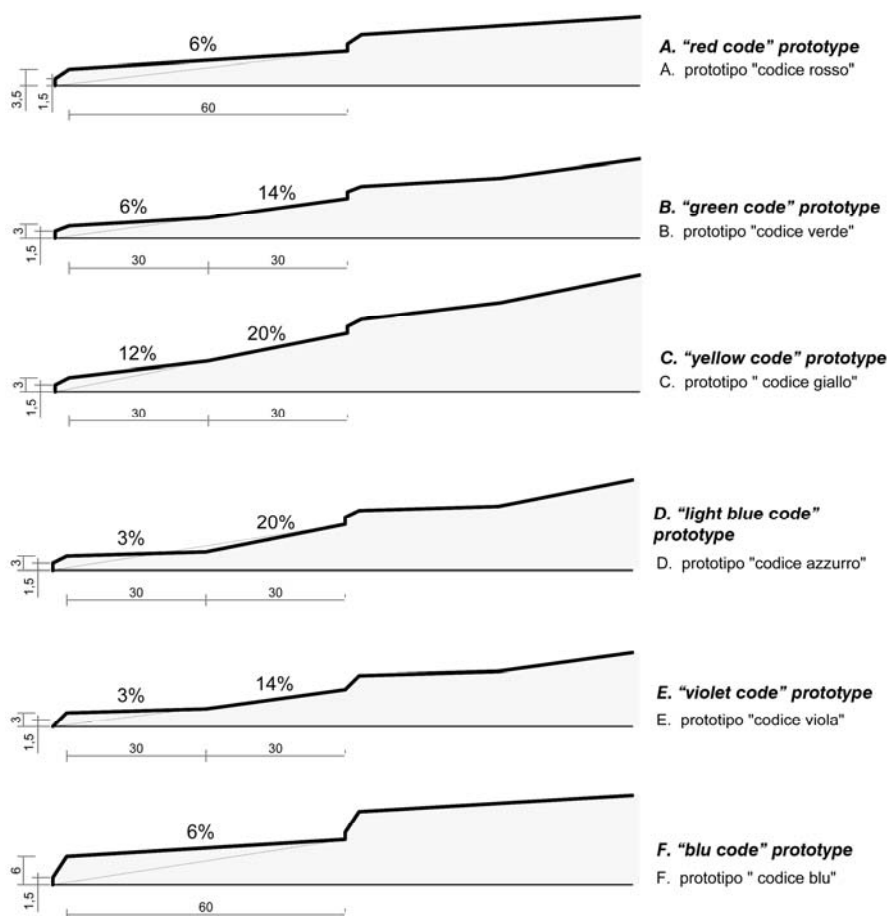 6%
A. “red code” prototype
A. prototipo "codice rosso"
3,5
1,5
60
6%
14%
B. “green code” prototype
B. prototipo "codice verde"
3
1,5
30
30
12%
20%
C. “yellow code” prototype
C. prototipo " codice giallo"
3
1,5
30
30
3%
20%
D. “light blue code”
prototype
D. prototipo "codice azzurro"
3
1,5
30
30
3%
14%
E. “violet code” prototype
E. prototipo "codice viola"
3
1,5
30
30
6%
F. “blu code” prototype
F. prototipo " codice blu"
6
1,5
60